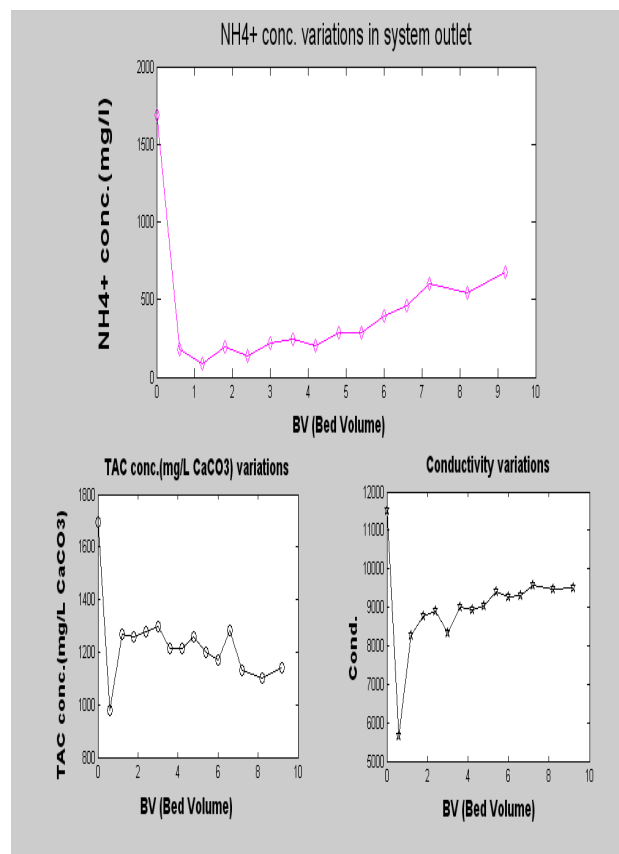 NH4+ conc. variations in system outlet
NH4+ conc.(mg/l)
2000
1500
1000
500
0
0 1 2 3 4 5 6 7 8 9 10
BV (Bed Volume)
TAC conc.(mg/L CaCO3) variations
TAC conc.(mg/L CaCO3)
1800
1600
1400
1200
1000
800
0 2 4 6 8 10
BV (Bed Volume)
Conductivity variations
Cond.
12000
11000
10000
9000
8000
7000
6000
5000
0 2 4 6 8 10
BV (Bed Volume)